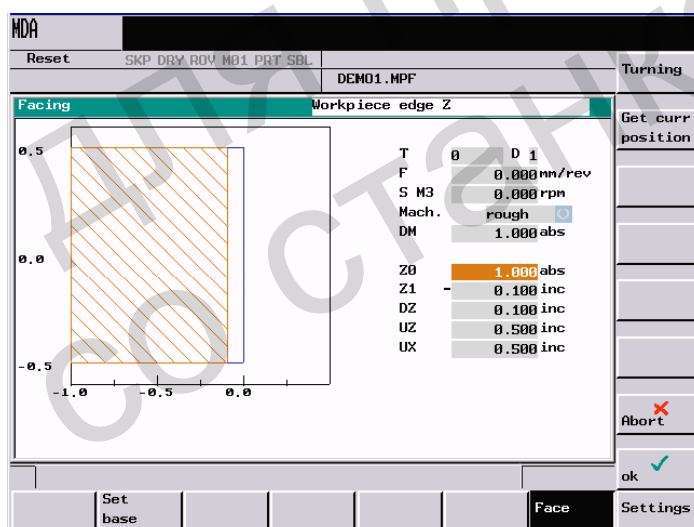 MDA
Reset SKP DRY ROV M01 PRT SBL
DEMO1.MPF
Turning
Facing Workpiece edge Z
Get curr
position
0.5
0.0
-0.5
-1.0 -0.5 0.0
T 0 D 1
F 0.000 mm/rev
S M3 0.000 rpm
Mach. rough
DM 1.000 abs
Z0 1.000 abs
Z1 - 0.100 inc
DZ 0.100 inc
UZ 0.500 inc
UX 0.500 inc
Abort
ok
Set
base
Face
Settings
для
со станк